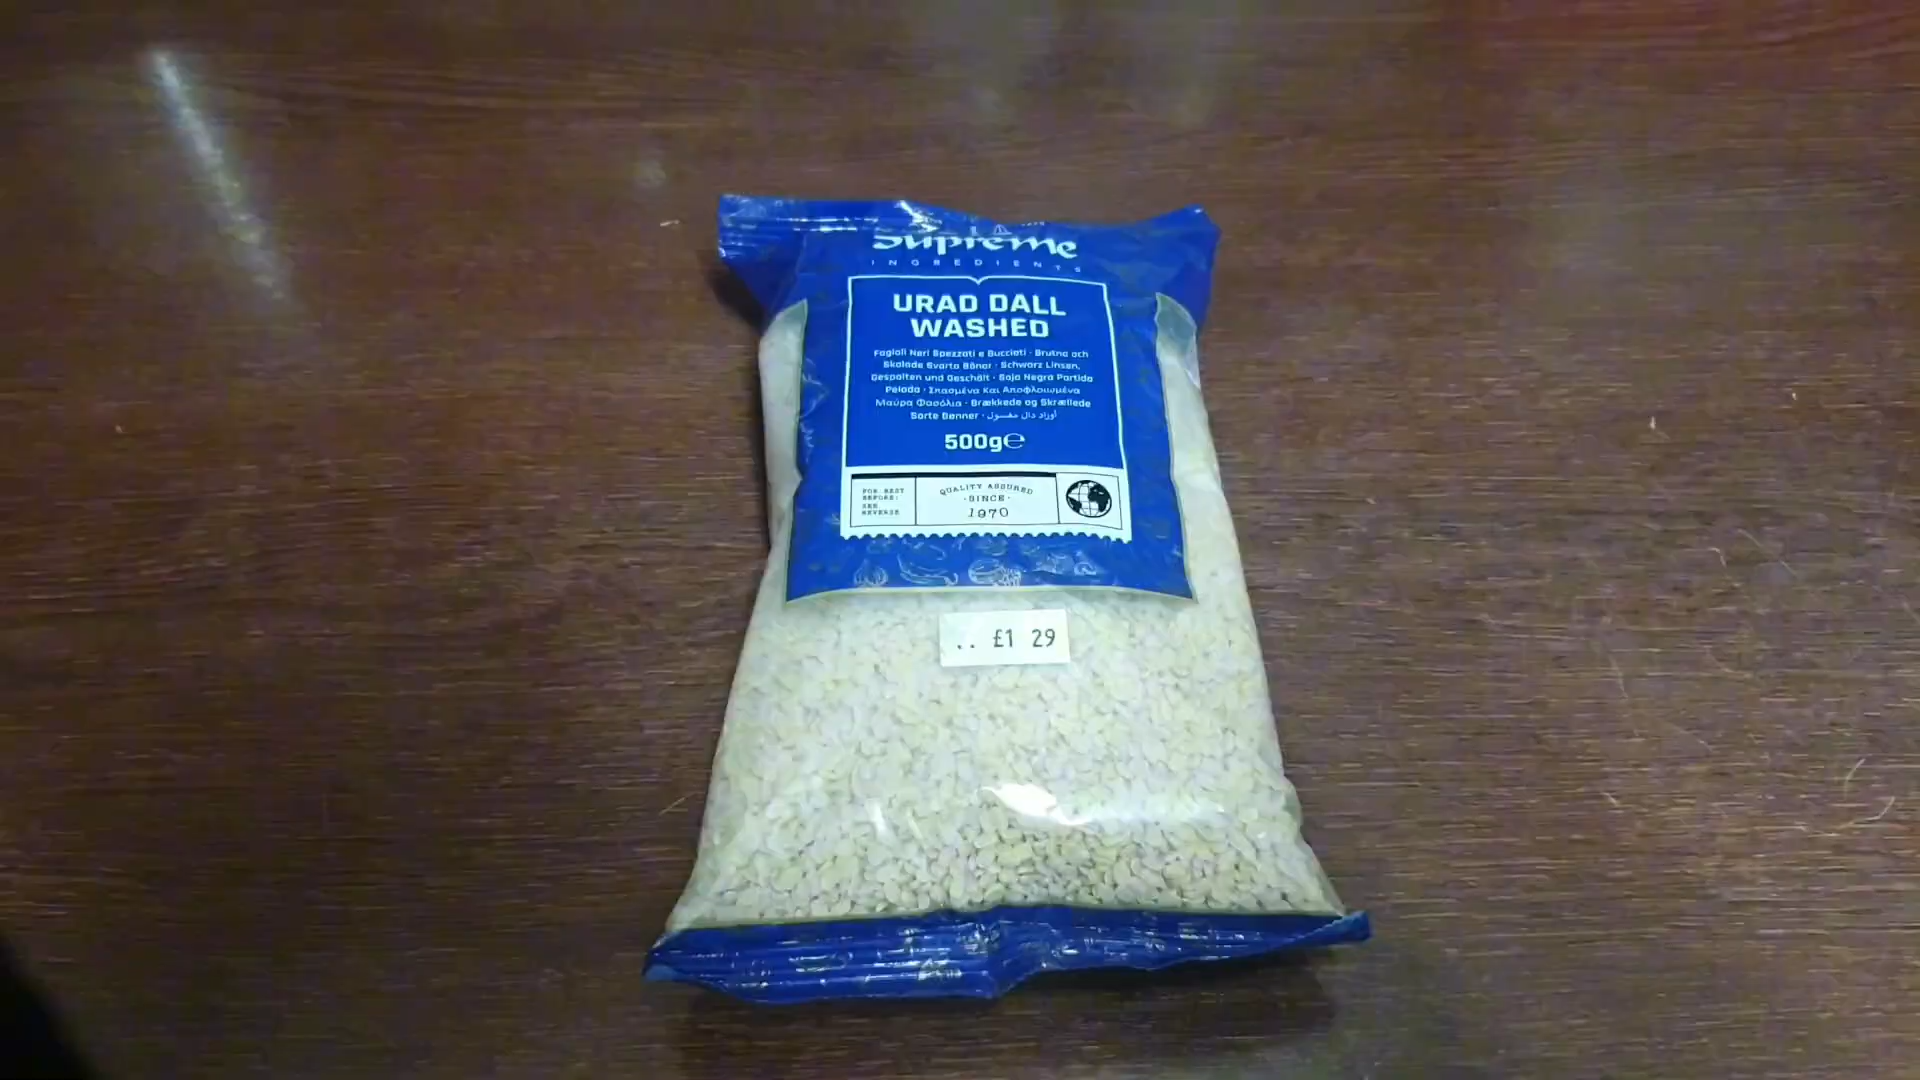 Supreme
INGREDIENTS
URAD DALL
WASHED
Fagioli Neri Spezzati e Bucciati · Brutna och
Skalade Svarta Bönor · Schwarz Linsen,
Gespalten und Geschält · Soja Negra Partida
Pelada · Σπασμένα Και Αποφλοιωμένα
Μαύρα Φασόλια · Brækkede og Skrællede
Sorte Bønner · أوراد دال مغسول
500g℮
FOR BEST
BEFORE:
SEE
REVERSE
QUALITY ASSURED
·SINCE·
1970
.. £1 29